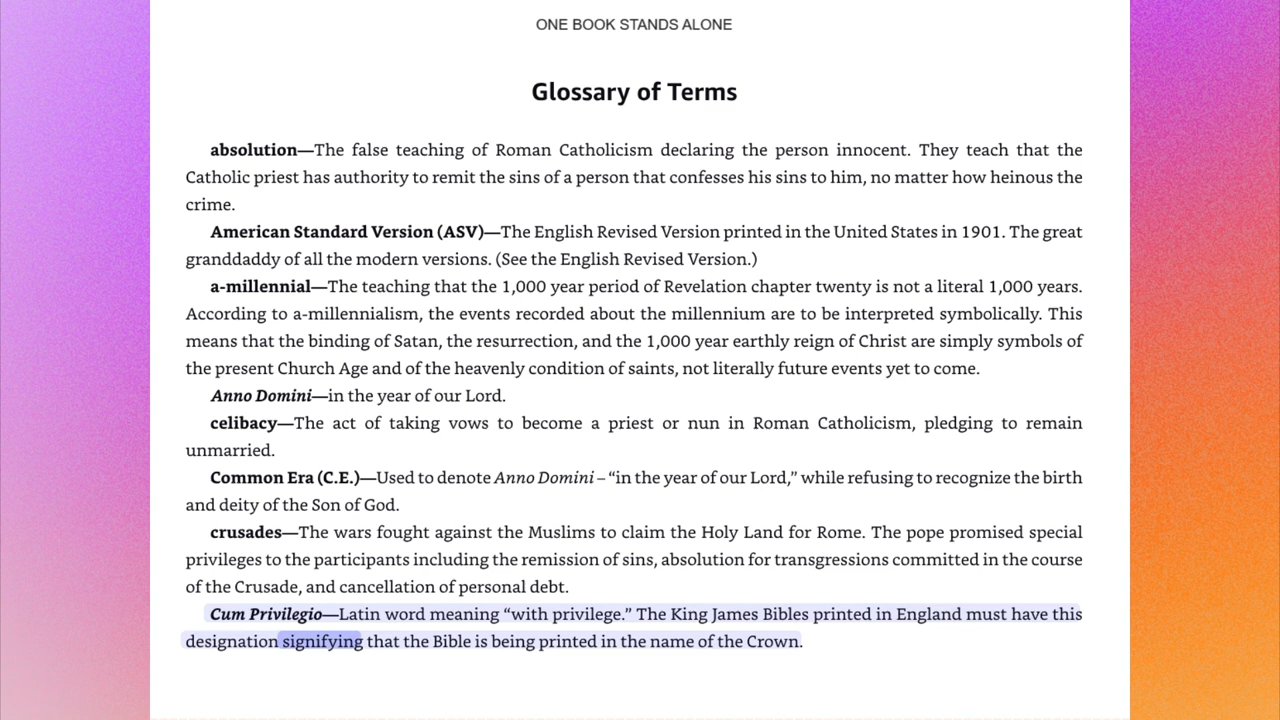 ONE BOOK STANDS ALONE
Glossary of Terms
absolution—The false teaching of Roman Catholicism declaring the person innocent. They teach that the
Catholic priest has authority to remit the sins of a person that confesses his sins to him, no matter how heinous the
crime.
American Standard Version (ASV)—The English Revised Version printed in the United States in 1901. The great
granddaddy of all the modern versions. (See the English Revised Version.)
a-millennial—The teaching that the 1,000 year period of Revelation chapter twenty is not a literal 1,000 years.
According to a-millennialism, the events recorded about the millennium are to be interpreted symbolically. This
means that the binding of Satan, the resurrection, and the 1,000 year earthly reign of Christ are simply symbols of
the present Church Age and of the heavenly condition of saints, not literally future events yet to come.
Anno Domini—in the year of our Lord.
celibacy—The act of taking vows to become a priest or nun in Roman Catholicism, pledging to remain
unmarried.
Common Era (C.E.)—Used to denote Anno Domini – “in the year of our Lord,” while refusing to recognize the birth
and deity of the Son of God.
crusades—The wars fought against the Muslims to claim the Holy Land for Rome. The pope promised special
privileges to the participants including the remission of sins, absolution for transgressions committed in the course
of the Crusade, and cancellation of personal debt.
Cum Privilegio—Latin word meaning “with privilege.” The King James Bibles printed in England must have this
designation signifying that the Bible is being printed in the name of the Crown.